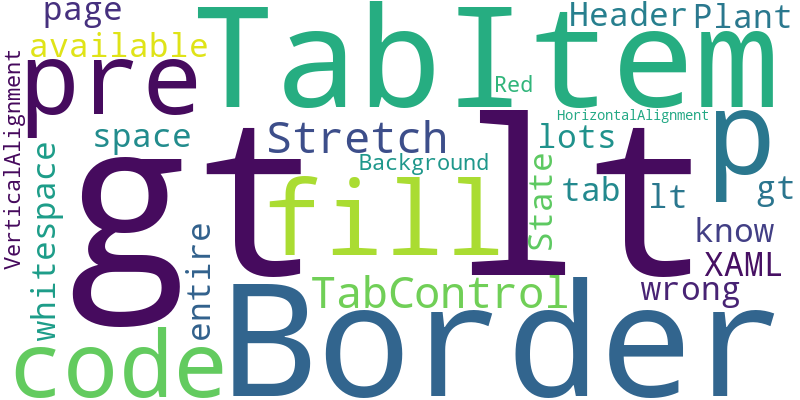 page
TabItem
Header
Plant
available
pre
Red
HorizontalAlignment
VerticalAlignment
space
Stretch
lots
p
gt lt
Background
whitespace
fill
State
tab
lt
gt
entire
know
XAML
TabControl
wrong
code
Border